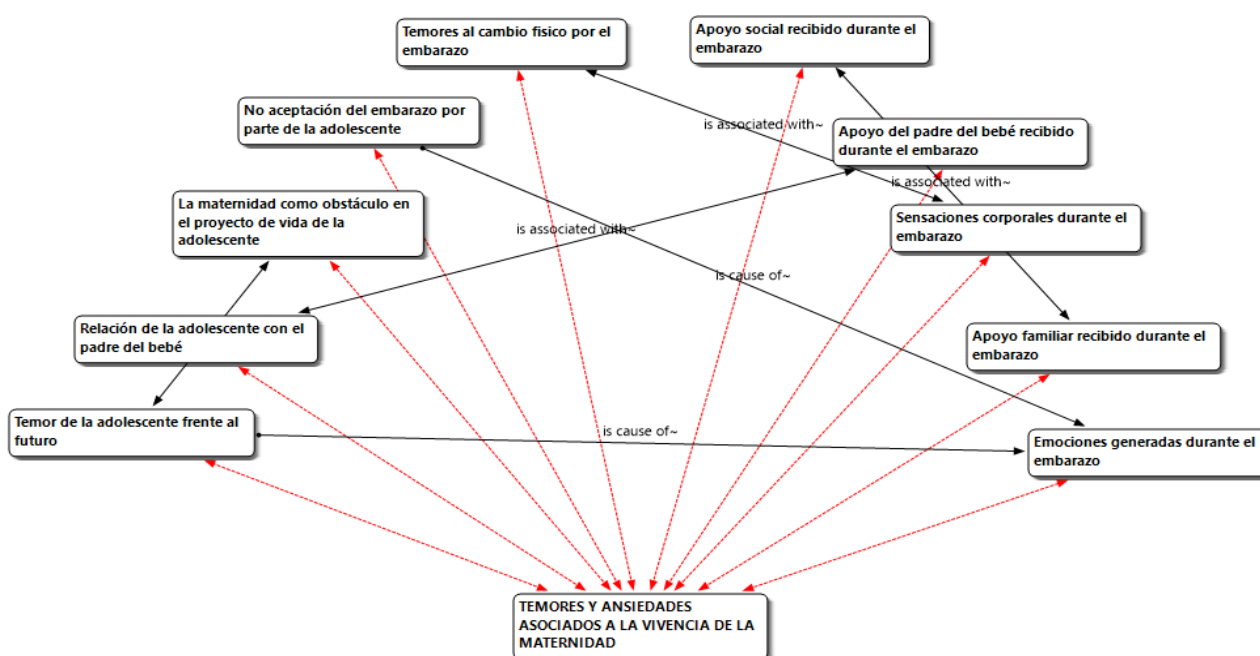 Temores al cambio fisico por el
embarazo
Apoyo social recibido durante el
embarazo
No aceptación del embarazo por
parte de la adolescente
is associated with~
Apoyo del padre del bebé recibido
durante el embarazo
is associated with~
La maternidad como obstáculo en
el proyecto de vida de la
adolescente
is associated with~
Sensaciones corporales durante el
embarazo
is cause of~
Relación de la adolescente con el
padre del bebé
Apoyo familiar recibido durante el
embarazo
Temor de la adolescente frente al
futuro
is cause of~
Emociones generadas durante el
embarazo
TEMORES Y ANSIEDADES
ASOCIADOS A LA VIVENCIA DE LA
MATERNIDAD